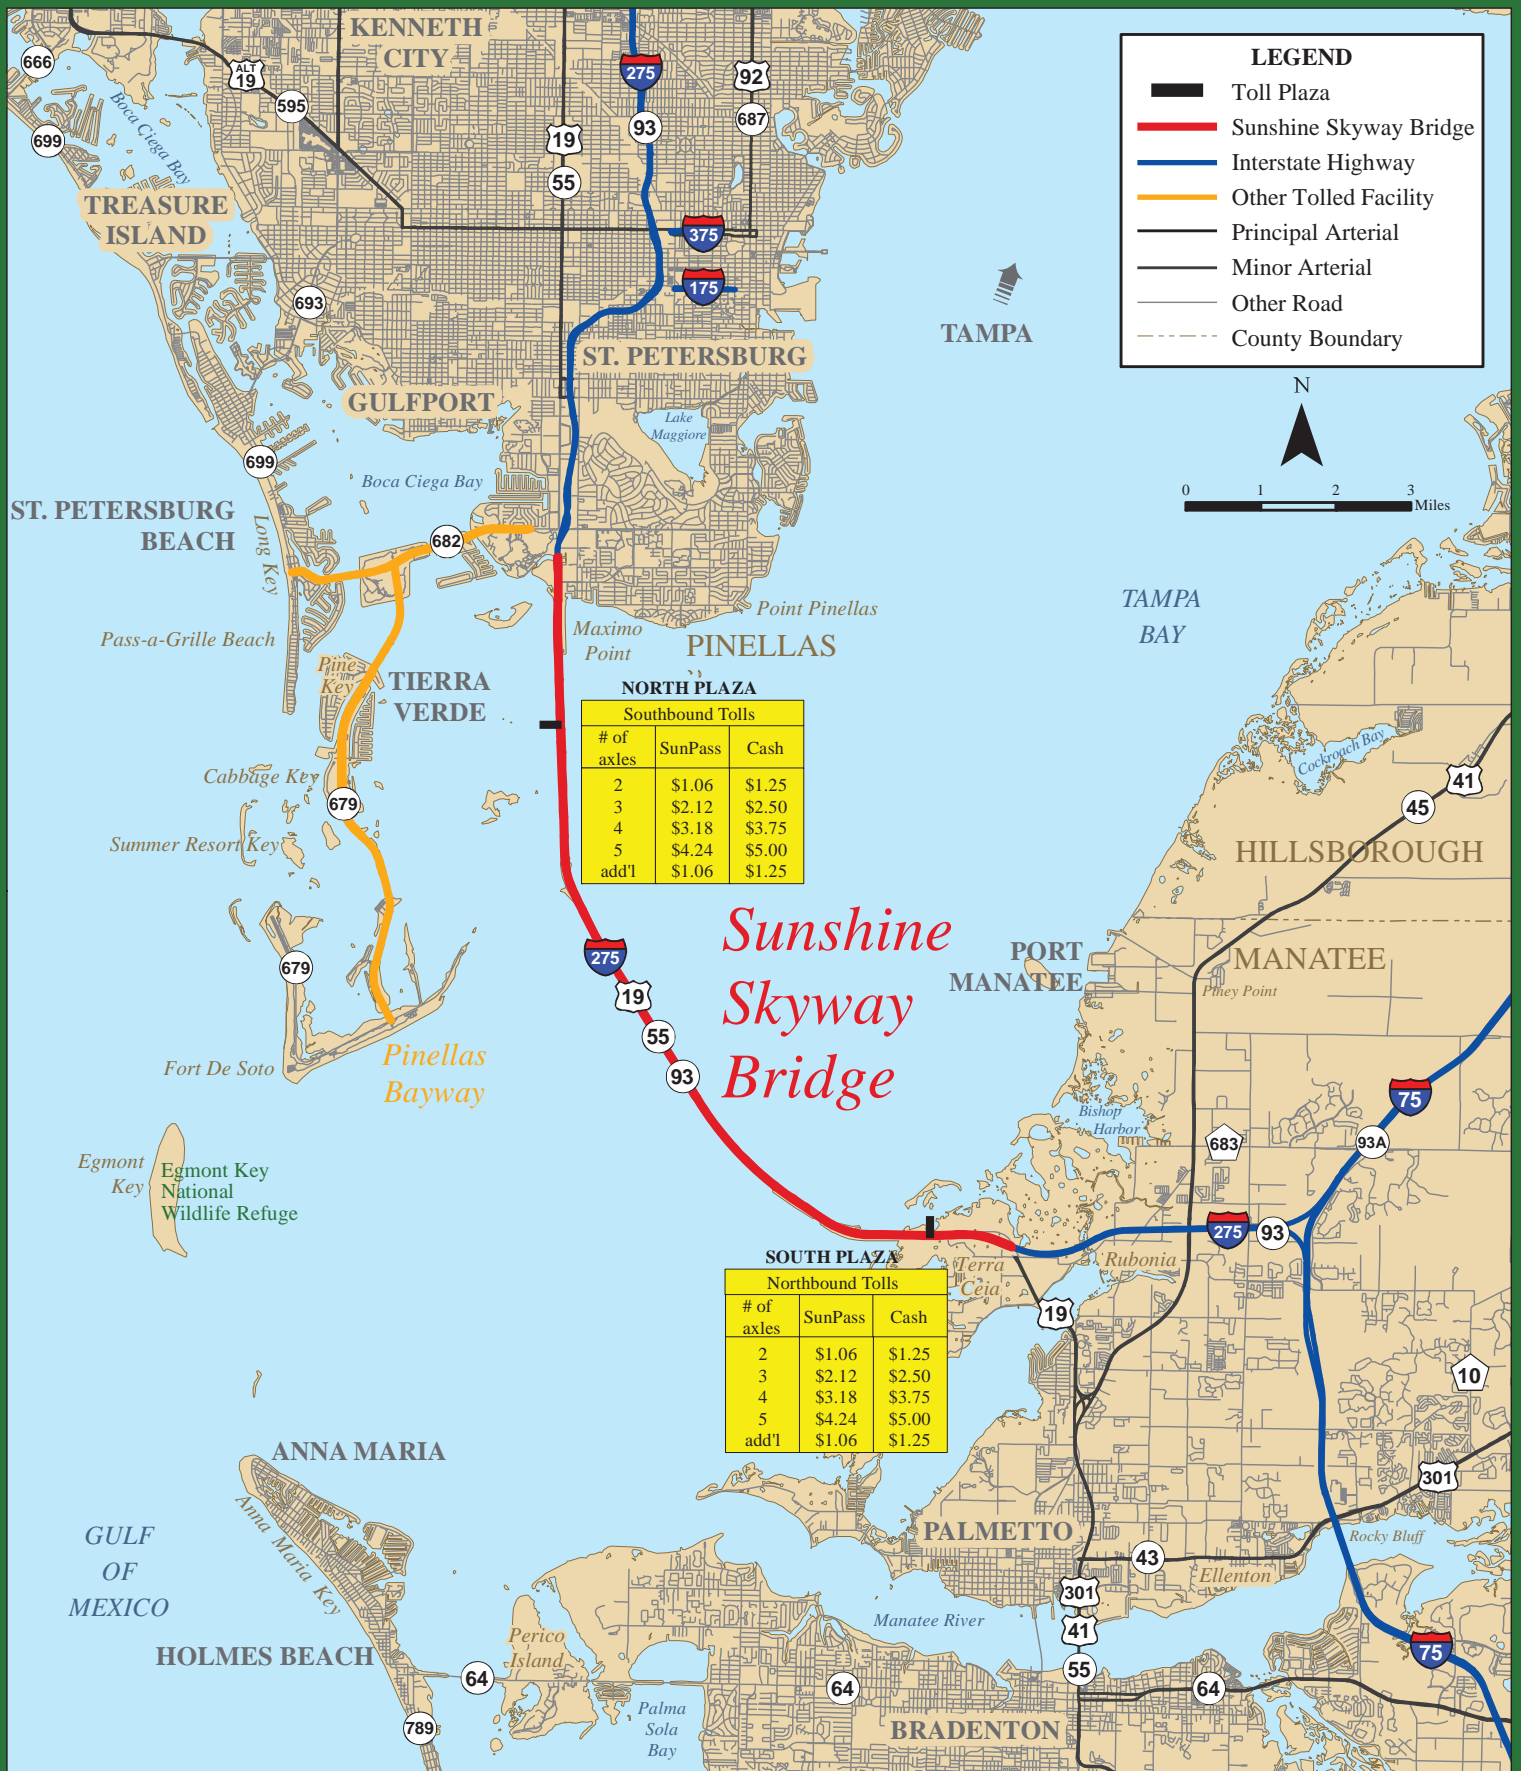 KENNETH
CITY
666
ALT
19
595
275
92
93
687
19
55
699
Boca Ciega Bay
TREASURE
ISLAND
375
175
693
TAMPA
LEGEND
Toll Plaza
Sunshine Skyway Bridge
Interstate Highway
Other Tolled Facility
Principal Arterial
Minor Arterial
Other Road
County Boundary
N
0 1 2 3 Miles
ST. PETERSBURG
GULFPORT
Lake
Maggiore
699
Boca Ciega Bay
ST. PETERSBURG
BEACH
Long Key
682
TAMPA
BAY
Point Pinellas
Maximo
Point
PINELLAS
Pass-a-Grille Beach
Pine
Key
TIERRA
VERDE
NORTH PLAZA
Southbound Tolls
# of
axles SunPass Cash
2 $1.06 $1.25
3 $2.12 $2.50
4 $3.18 $3.75
5 $4.24 $5.00
add'l $1.06 $1.25
Cockroach Bay
41
45
Cabbage Key
679
Summer Resort Key
HILLSBOROUGH
Sunshine
Skyway
Bridge
275
19
55
93
PORT
MANATEE
MANATEE
Piney Point
679
Fort De Soto
Pinellas
Bayway
75
Bishop
Harbor
683
93A
Egmont
Key
Egmont Key
National
Wildlife Refuge
275
93
SOUTH PLAZA
Northbound Tolls
# of
axles SunPass Cash
2 $1.06 $1.25
3 $2.12 $2.50
4 $3.18 $3.75
5 $4.24 $5.00
add'l $1.06 $1.25
Terra
Ceia
Rubonia
19
10
ANNA MARIA
Anna Maria Key
301
GULF
OF
MEXICO
PALMETTO
Rocky Bluff
43
Ellenton
301
Manatee River
41
HOLMES BEACH
Perico
Island
75
64
55
64
64
789
Palma
Sola
Bay
BRADENTON